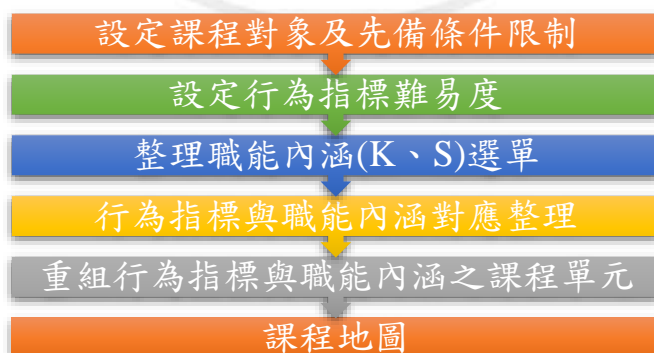 設定課程對象及先備條件限制
設定行為指標難易度
整理職能內涵(K、S)選單
行為指標與職能內涵對應整理
重組行為指標與職能內涵之課程單元
課程地圖